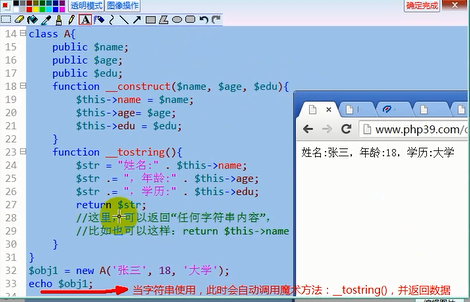 透明模式 图像操作 确定完成
14 class A{
15 public $name;
16 public $age;
17 public $edu;
18 function __construct($name, $age, $edu){
19 $this->name = $name;
20 $this->age= $age;
21 $this->edu = $edu;
22 }
23 function __tostring(){
24 $str = "姓名:" . $this->name;
25 $str .= ", 年龄:" . $this->age;
26 $str .= ", 学历:" . $this->edu;
27 return $str;
28 //这里,可以返回“任何字符串内容”,
29 //比如也可以这样: return $this->name
30 }
31 }
32 $obj1 = new A('张三', 18, '大学');
33 echo $obj1;
www.php39.com/
姓名:张三, 年龄:18, 学历:大学
当字符串使用,此时会自动调用魔术方法:__tostring(),并返回数据